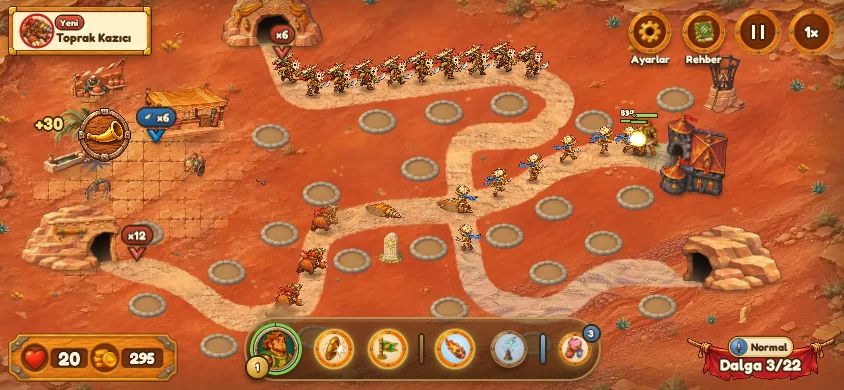 Yeni
Toprak Kazıcı
x6
Ayarlar
Rehber
1x
+30
x6
x12
20
295
1
3
Normal
Dalga 3/22